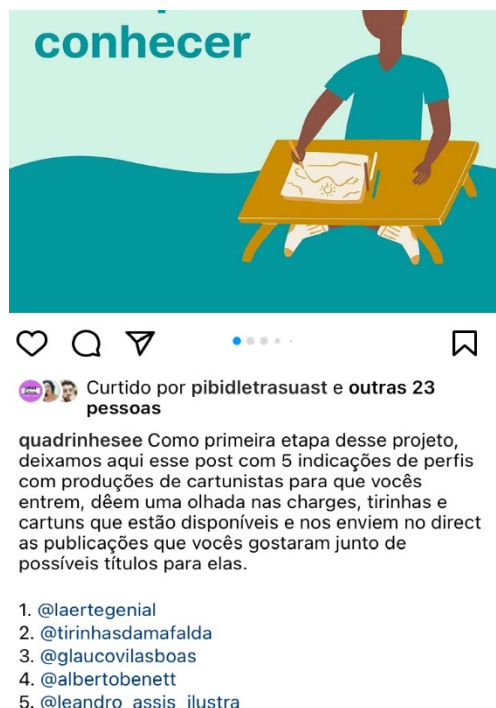 conhecer
Curtido por pibidletrasuast e outras 23
pessoas
quadrinhesee Como primeira etapa desse projeto,
deixamos aqui esse post com 5 indicações de perfis
com produções de cartunistas para que vocês
entrem, dêem uma olhada nas charges, tirinhas e
cartuns que estão disponíveis e nos enviem no direct
as publicações que vocês gostaram junto de
possíveis títulos para elas.
1. @laertegenial
2. @tirinhasdamafalda
3. @glaucovilasboas
4. @albertobenett
5. @leandro_assis_ilustra